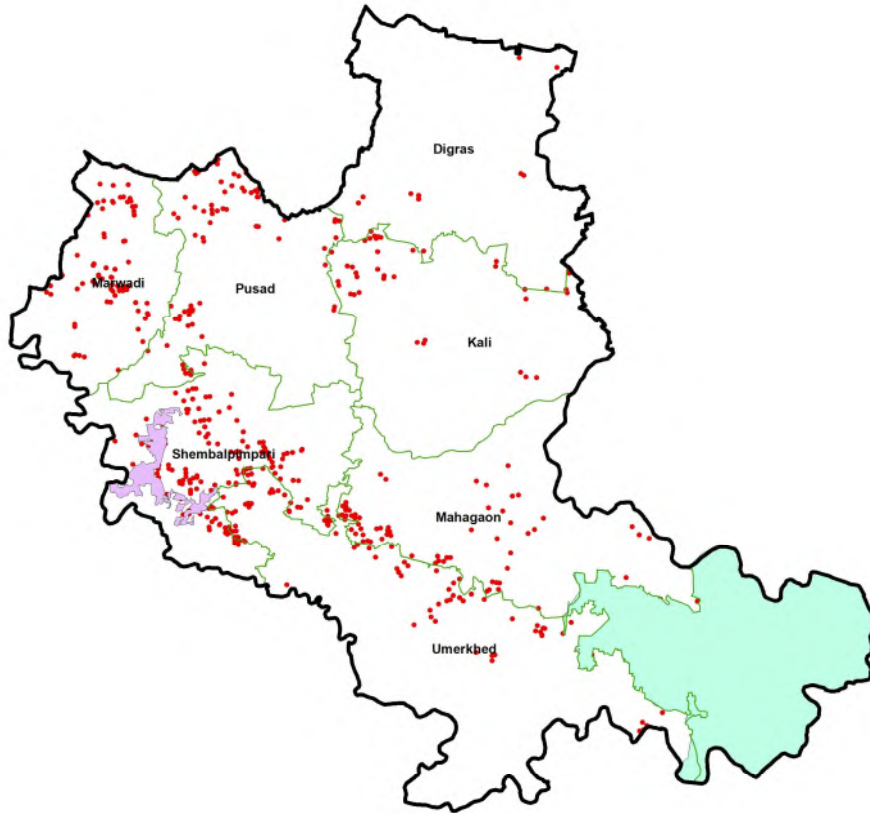 Digras
Marwadi
Pusad
Kali
Shembalpimpari
Mahagaon
Umerkhed